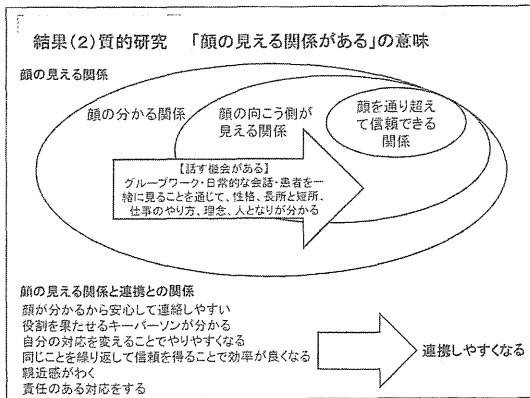 結果(2)質的研究 「顔の見える関係がある」の意味
顔の見える関係
顔の分かる関係
顔の向こう側が
見える関係
顔を通り超え
て信頼できる
関係
【話す機会がある】
グループワーク・日常的な会話・患者を一
緒に見ることを通じて、性格、長所と短所、
仕事のやり方、理念、人となりが分かる
顔の見える関係と連携との関係
顔が分かるから安心して連絡しやすい
役割を果たせるキーパーソンが分かる
自分の対応を変えることでやりやすくなる
同じことを繰り返して信頼を得ることで効率が良くなる
親近感がわく
責任のある対応をする
連携しやすくなる